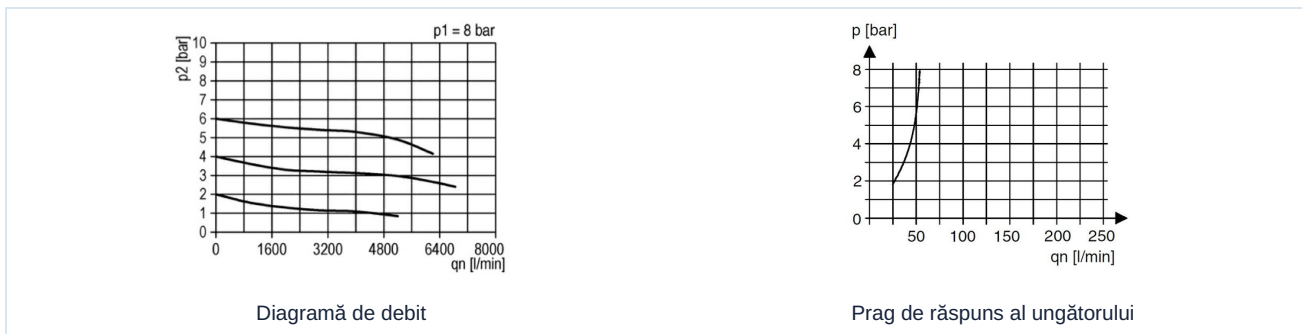 p1 = 8 bar
p2 [bar]
10
9
8
7
6
5
4
3
2
1
0
0 1600 3200 4800 6400 8000
qn [l/min]
Diagramă de debit
p [bar]
8
6
4
2
0
50 100 150 200 250
qn [l/min]
Prag de răspuns al ungătorului